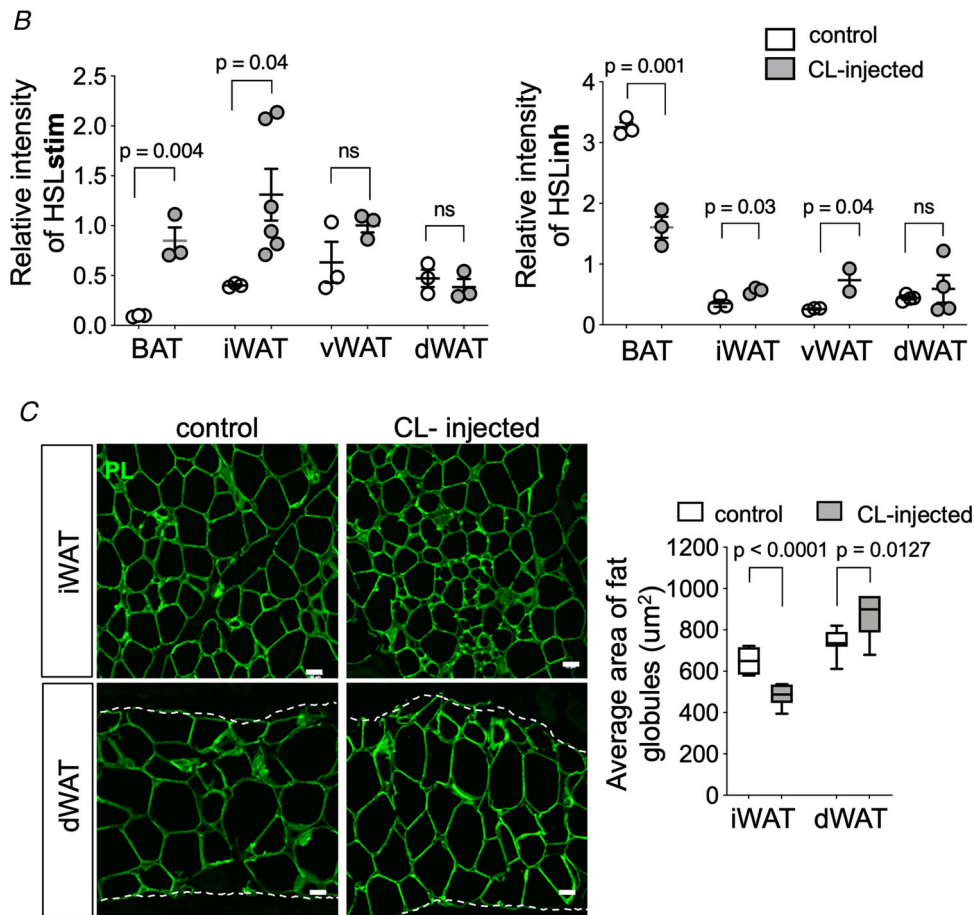 B
control
CL-injected
Relative intensity
of HSLstim
2.5
2.0
1.5
1.0
0.5
0.0
p = 0.004
p = 0.04
ns
ns
BAT
iWAT
vWAT
dWAT
Relative intensity
of HSLinh
4
3
2
1
0
p = 0.001
p = 0.03
p = 0.04
ns
BAT
iWAT
vWAT
dWAT
C
control
CL- injected
iWAT
PL
dWAT
control
CL-injected
Average area of fat
globules (um²)
1200
1000
800
600
400
200
0
p < 0.0001
p = 0.0127
iWAT
dWAT